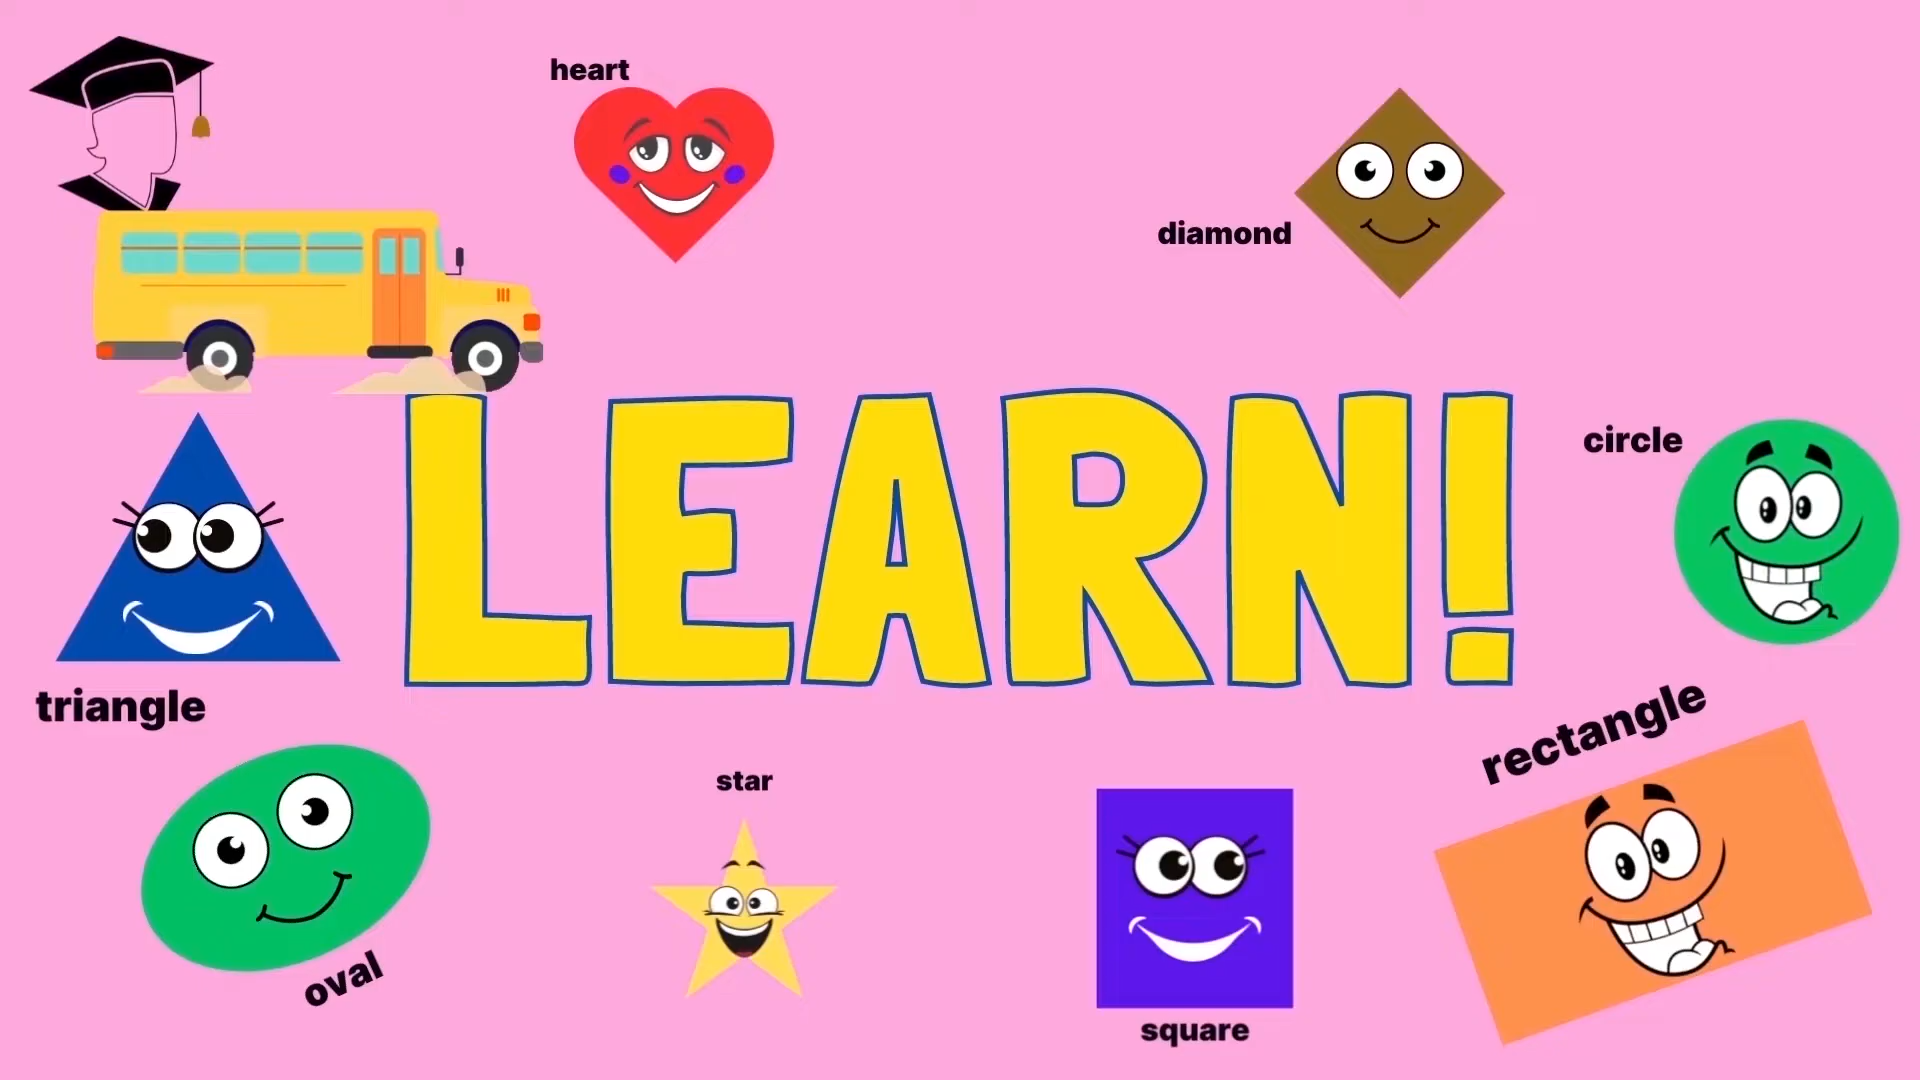 heart
diamond
LEARN!
circle
triangle
rectangle
star
oval
square